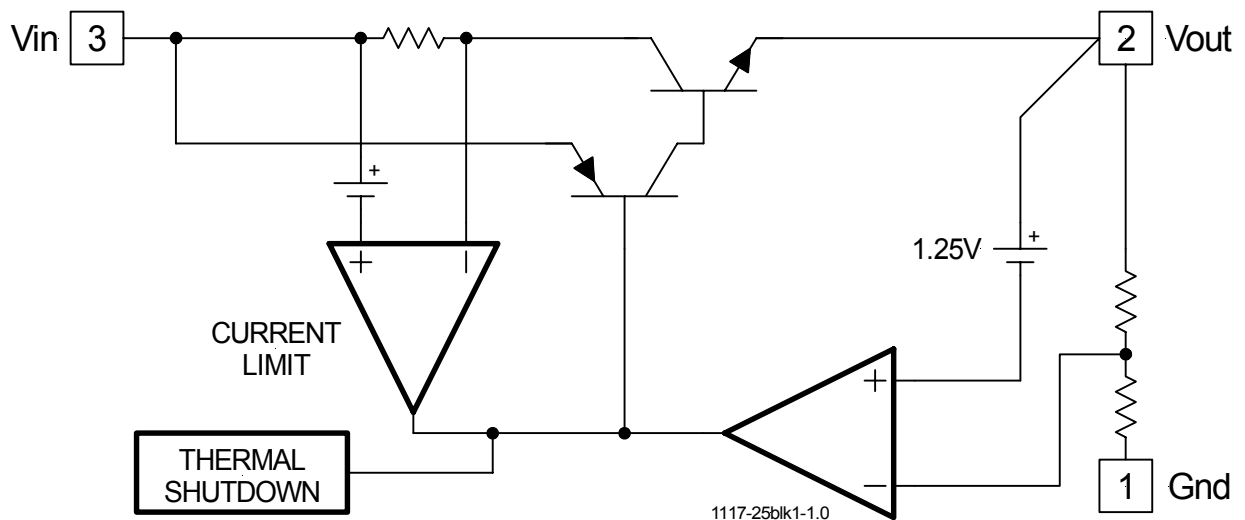 Vin 3
2 Vout
+
+
+ −
1.25V
CURRENT
LIMIT
+
THERMAL
SHUTDOWN
−
1 Gnd
1117-25blk1-1.0